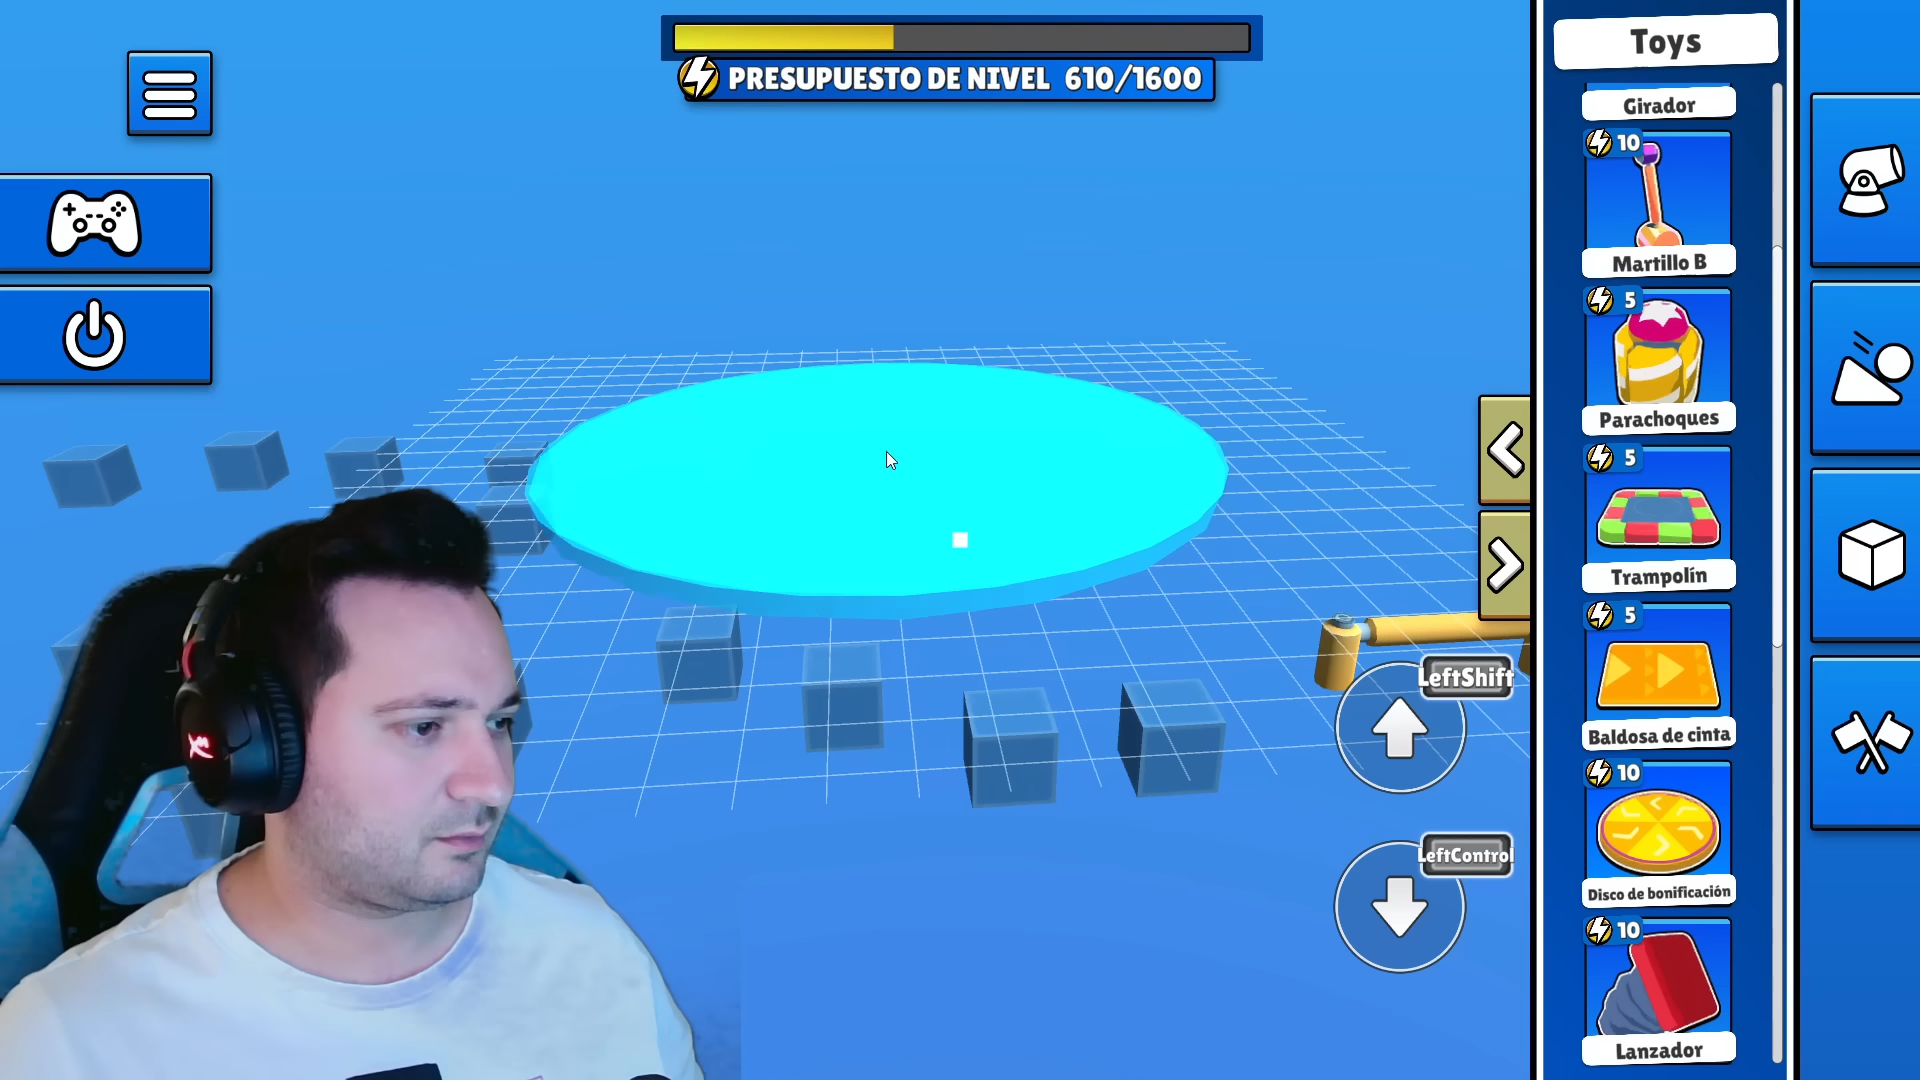 PRESUPUESTO DE NIVEL 610/1600
Toys
Girador
10
Martillo B
5
Parachoques
5
Trampolín
5
Baldosa de cinta
10
Disco de bonificación
10
Lanzador
LeftShift
LeftControl